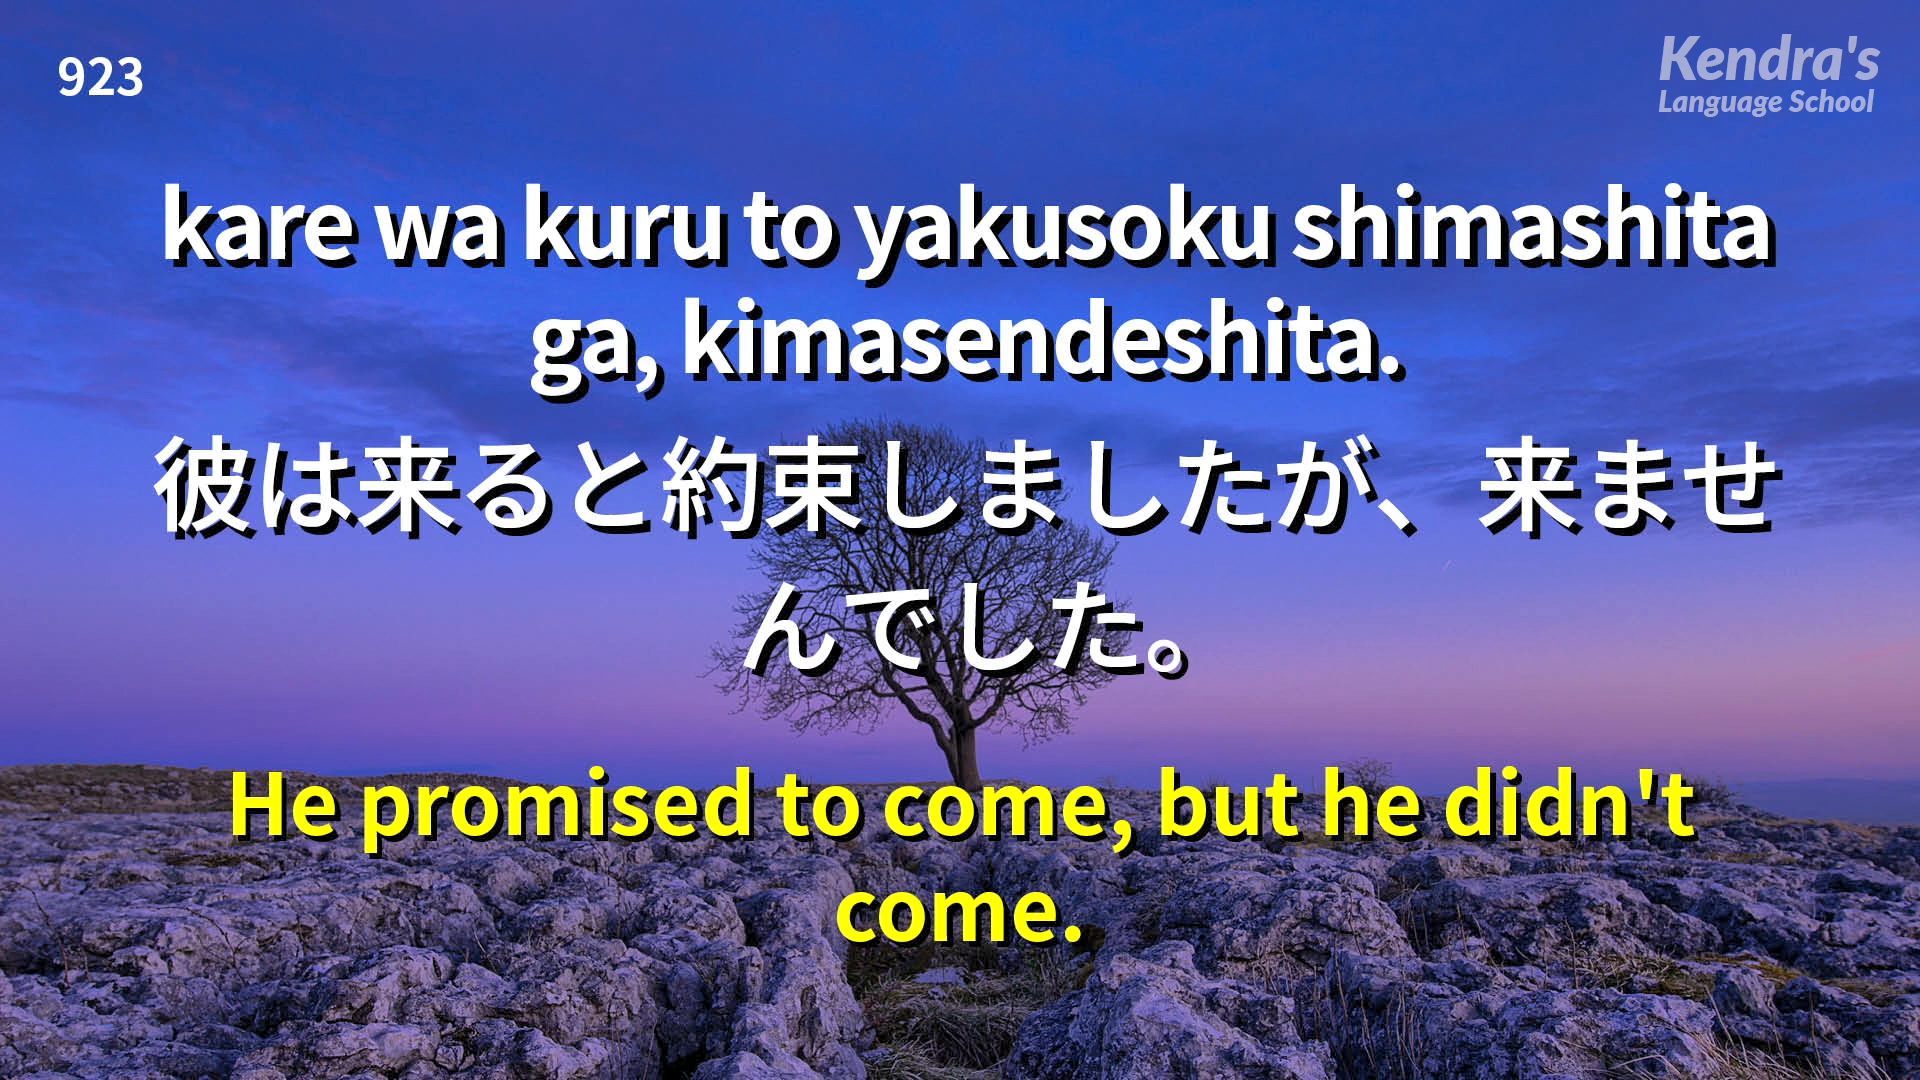 923
Kendra's
Language School
kare wa kuru to yakusoku shimashita
ga, kimasendeshita.
彼は来ると約束しましたが、来ませ
んでした。
He promised to come, but he didn't
come.